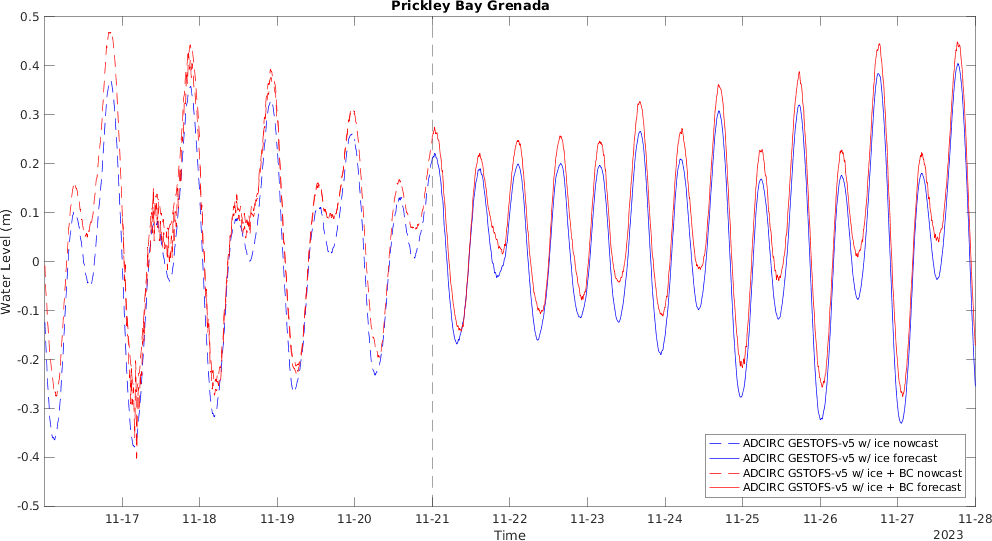 Prickley Bay Grenada
0.5
0.4
0.3
0.2
0.1
0
-0.1
-0.2
-0.3
-0.4
-0.5
Water Level (m)
ADCIRC GESTOFS-v5 w/ ice nowcast
ADCIRC GESTOFS-v5 w/ ice forecast
ADCIRC GSTOFS-v5 w/ ice + BC nowcast
ADCIRC GSTOFS-v5 w/ ice + BC forecast
11-17 11-18 11-19 11-20 11-21 11-22 11-23 11-24 11-25 11-26 11-27 11-28
Time
2023